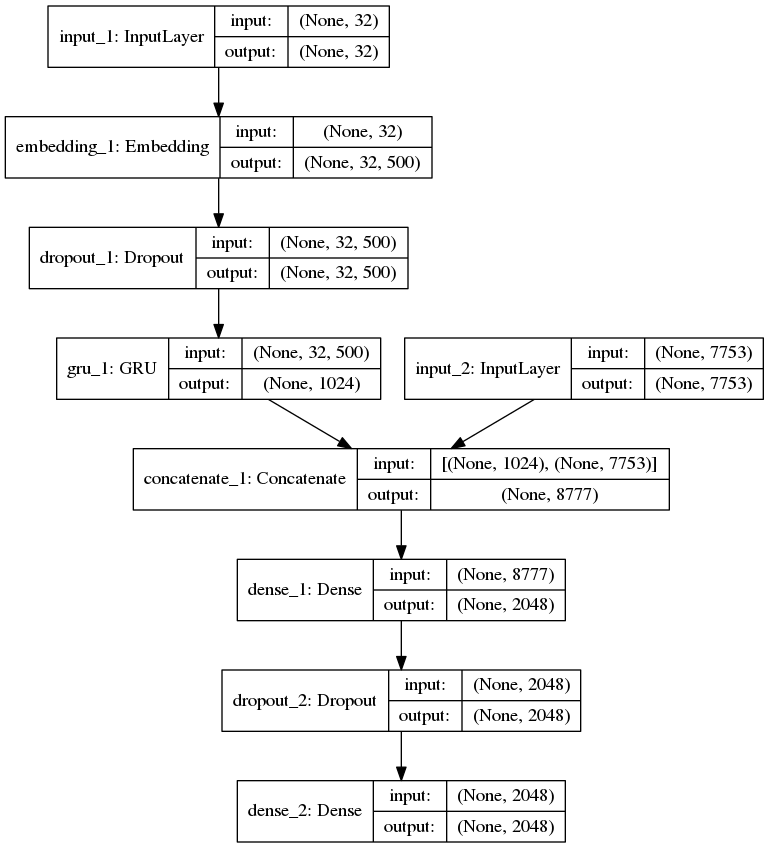 input_1: InputLayer
input: (None, 32)
output: (None, 32)
embedding_1: Embedding
input: (None, 32)
output: (None, 32, 500)
dropout_1: Dropout
input: (None, 32, 500)
output: (None, 32, 500)
gru_1: GRU
input: (None, 32, 500)
output: (None, 1024)
input_2: InputLayer
input: (None, 7753)
output: (None, 7753)
concatenate_1: Concatenate
input: [(None, 1024), (None, 7753)]
output: (None, 8777)
dense_1: Dense
input: (None, 8777)
output: (None, 2048)
dropout_2: Dropout
input: (None, 2048)
output: (None, 2048)
dense_2: Dense
input: (None, 2048)
output: (None, 2048)